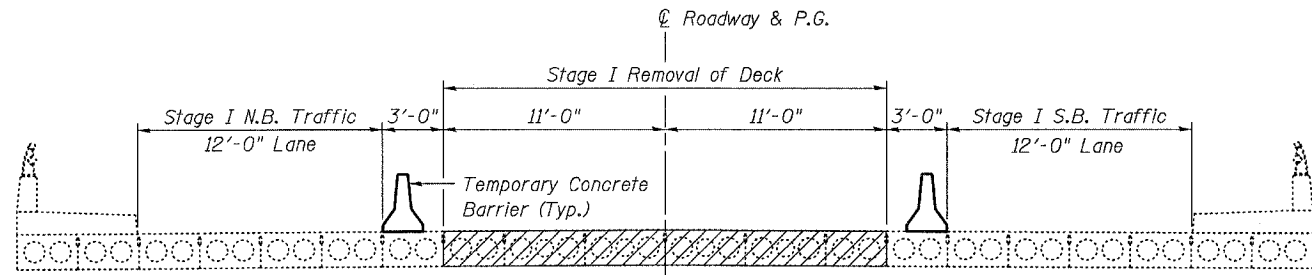 ℄ Roadway & P.G.
Stage I Removal of Deck
Stage I N.B. Traffic
3'-0"
11'-0"
11'-0"
3'-0"
Stage I S.B. Traffic
12'-0" Lane
12'-0" Lane
Temporary Concrete
Barrier (Typ.)